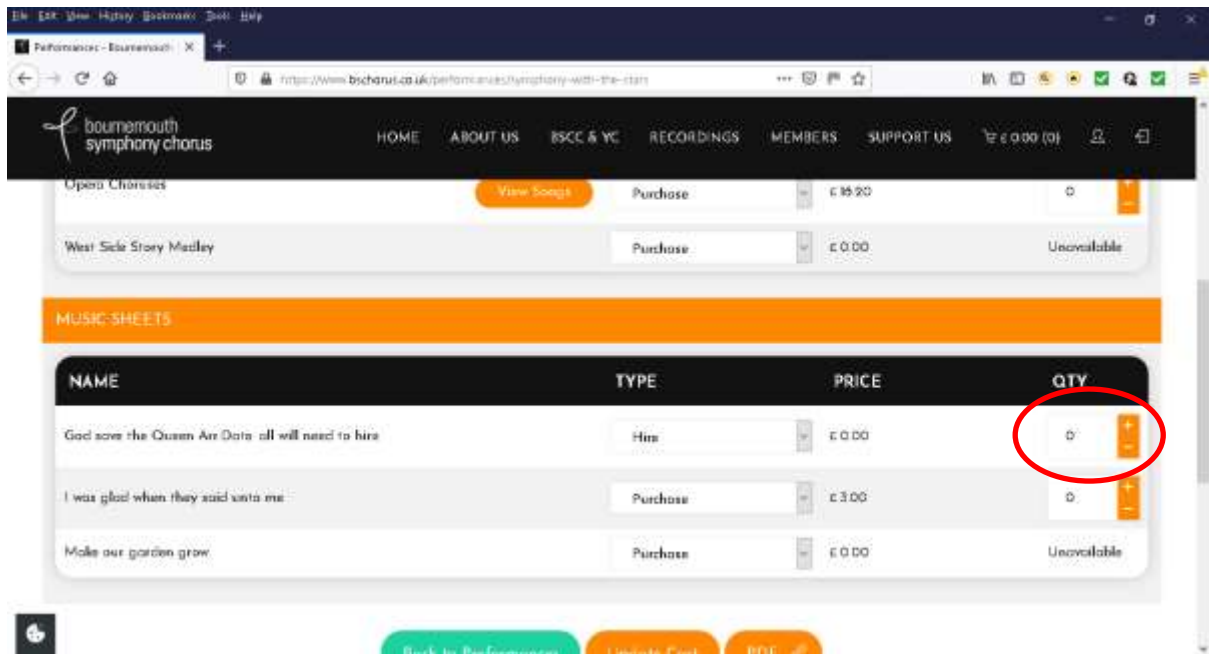 File Edit View History Bookmarks Tools Help
Performances - Bournemouth
https://www.bschorus.co.uk/performances/symphony-with-the-stars
bournemouth
symphony chorus
HOME ABOUT US BSCC & YC RECORDINGS MEMBERS SUPPORT US £ 0.00 (0)
Opera Choruses View Songs Purchase £ 16.20 0 + −
West Side Story Medley Purchase £ 0.00 Unavailable
MUSIC SHEETS
NAME TYPE PRICE QTY
God save the Queen Arr Data all will need to hire Hire £ 0.00 0 + −
I was glad when they said unto me Purchase £ 3.00 0 + −
Make our garden grow Purchase £ 0.00 Unavailable
Back to Performances Update Cart PDF